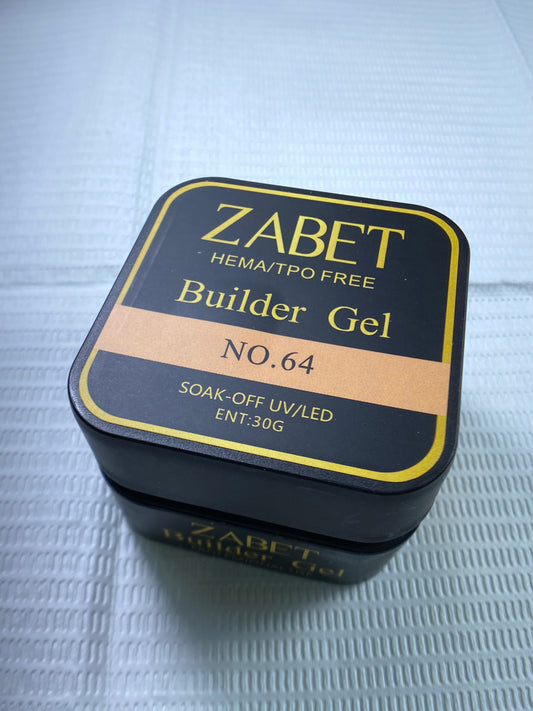 ZABET
HEMA/TPO FREE
Builder Gel
NO.64
SOAK-OFF UV/LED
ENT:30G
ZABET
Builder Gel